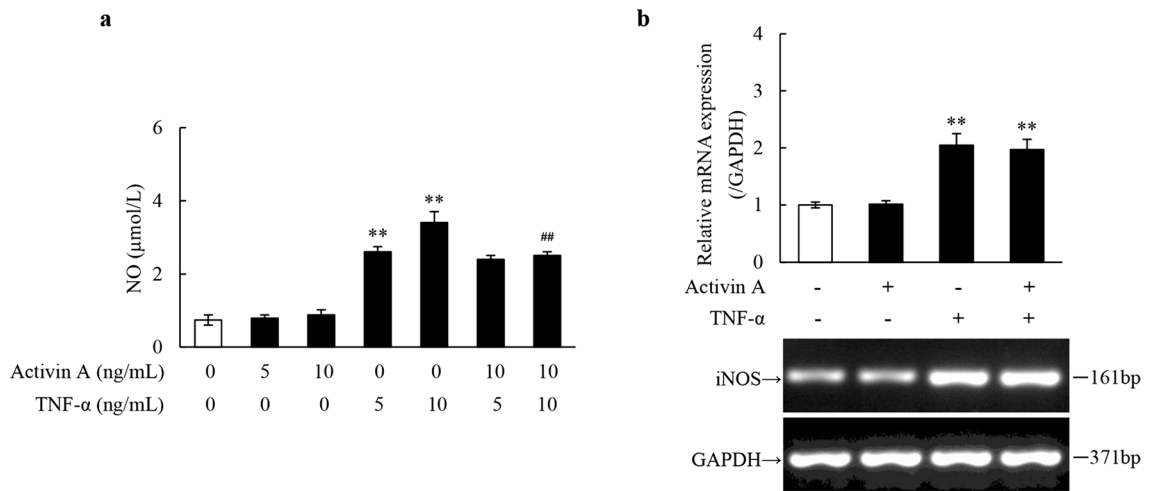 a
NO (μmol/L)
6
4
2
0
**
**
##
Activin A (ng/mL) 0 5 10 0 0 10 10
TNF-α (ng/mL) 0 0 0 5 10 5 10
b
Relative mRNA expression
(/GAPDH)
4
3
2
1
0
**
**
Activin A - + - +
TNF-α - - + +
iNOS→ —161bp
GAPDH→ —371bp